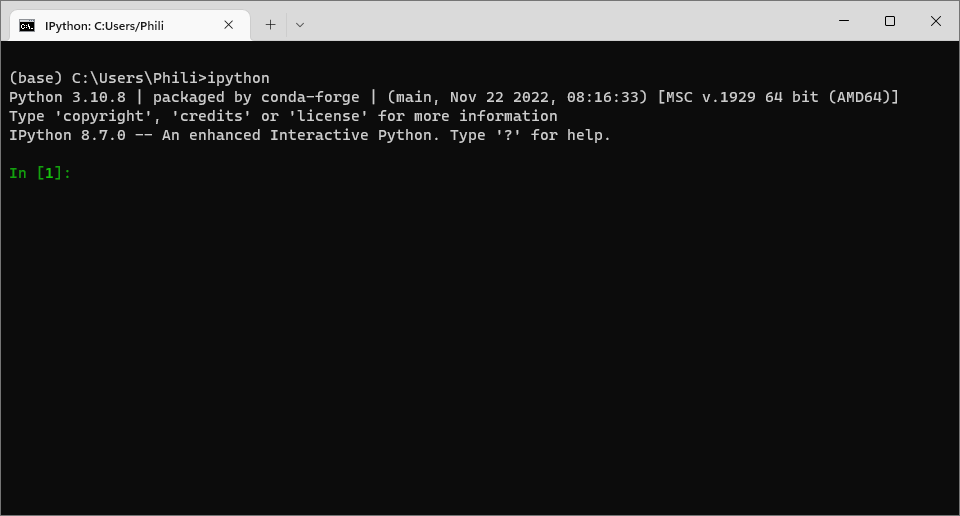 IPython: C:Users/Phili
(base) C:\Users\Phili>ipython
Python 3.10.8 | packaged by conda-forge | (main, Nov 22 2022, 08:16:33) [MSC v.1929 64 bit (AMD64)]
Type 'copyright', 'credits' or 'license' for more information
IPython 8.7.0 -- An enhanced Interactive Python. Type '?' for help.
In [1]: